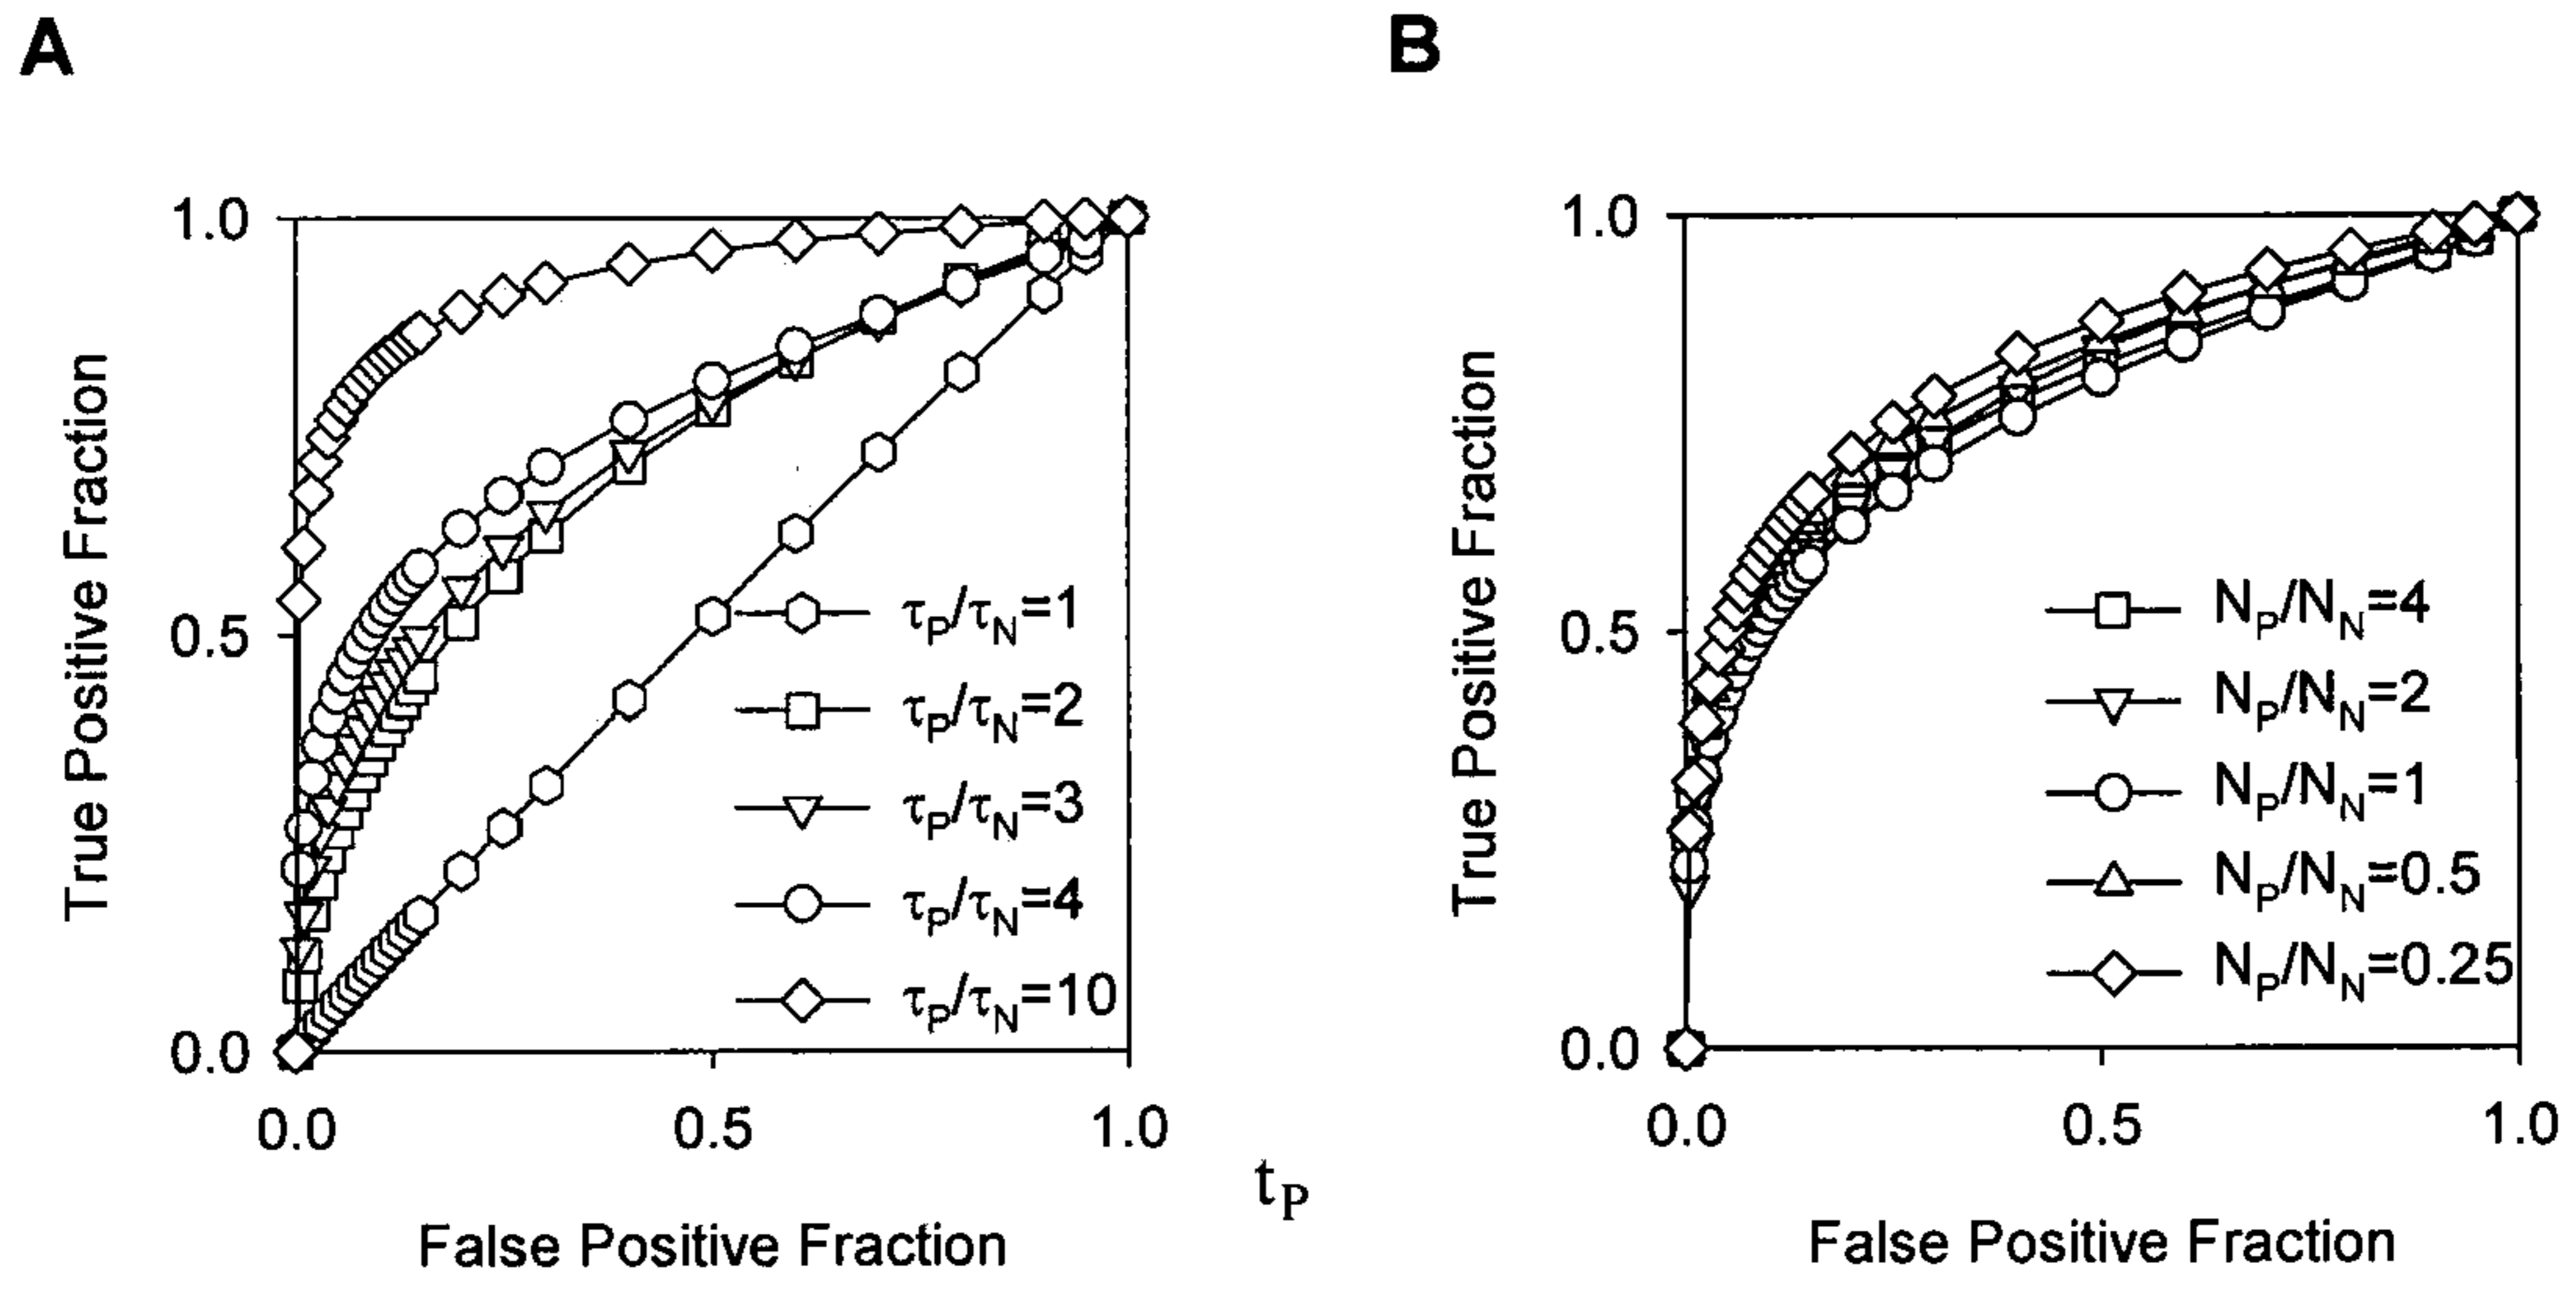 A
True Positive Fraction
1.0
0.5
0.0
0.0
0.5
1.0
False Positive Fraction
τP/τN=1
τP/τN=2
τP/τN=3
τP/τN=4
τP/τN=10
tP
B
True Positive Fraction
1.0
0.5
0.0
0.0
0.5
1.0
False Positive Fraction
NP/NN=4
NP/NN=2
NP/NN=1
NP/NN=0.5
NP/NN=0.25